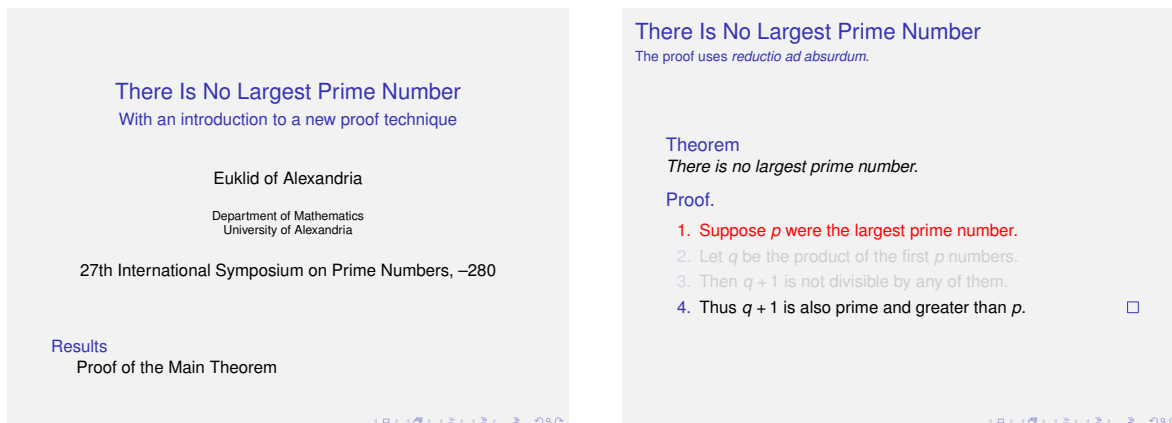 There Is No Largest Prime Number
With an introduction to a new proof technique
Euklid of Alexandria
Department of Mathematics
University of Alexandria
27th International Symposium on Prime Numbers, –280
Results
Proof of the Main Theorem
There Is No Largest Prime Number
The proof uses reductio ad absurdum.
Theorem
There is no largest prime number.
Proof.
1. Suppose p were the largest prime number.
2. Let q be the product of the first p numbers.
3. Then q + 1 is not divisible by any of them.
4. Thus q + 1 is also prime and greater than p.